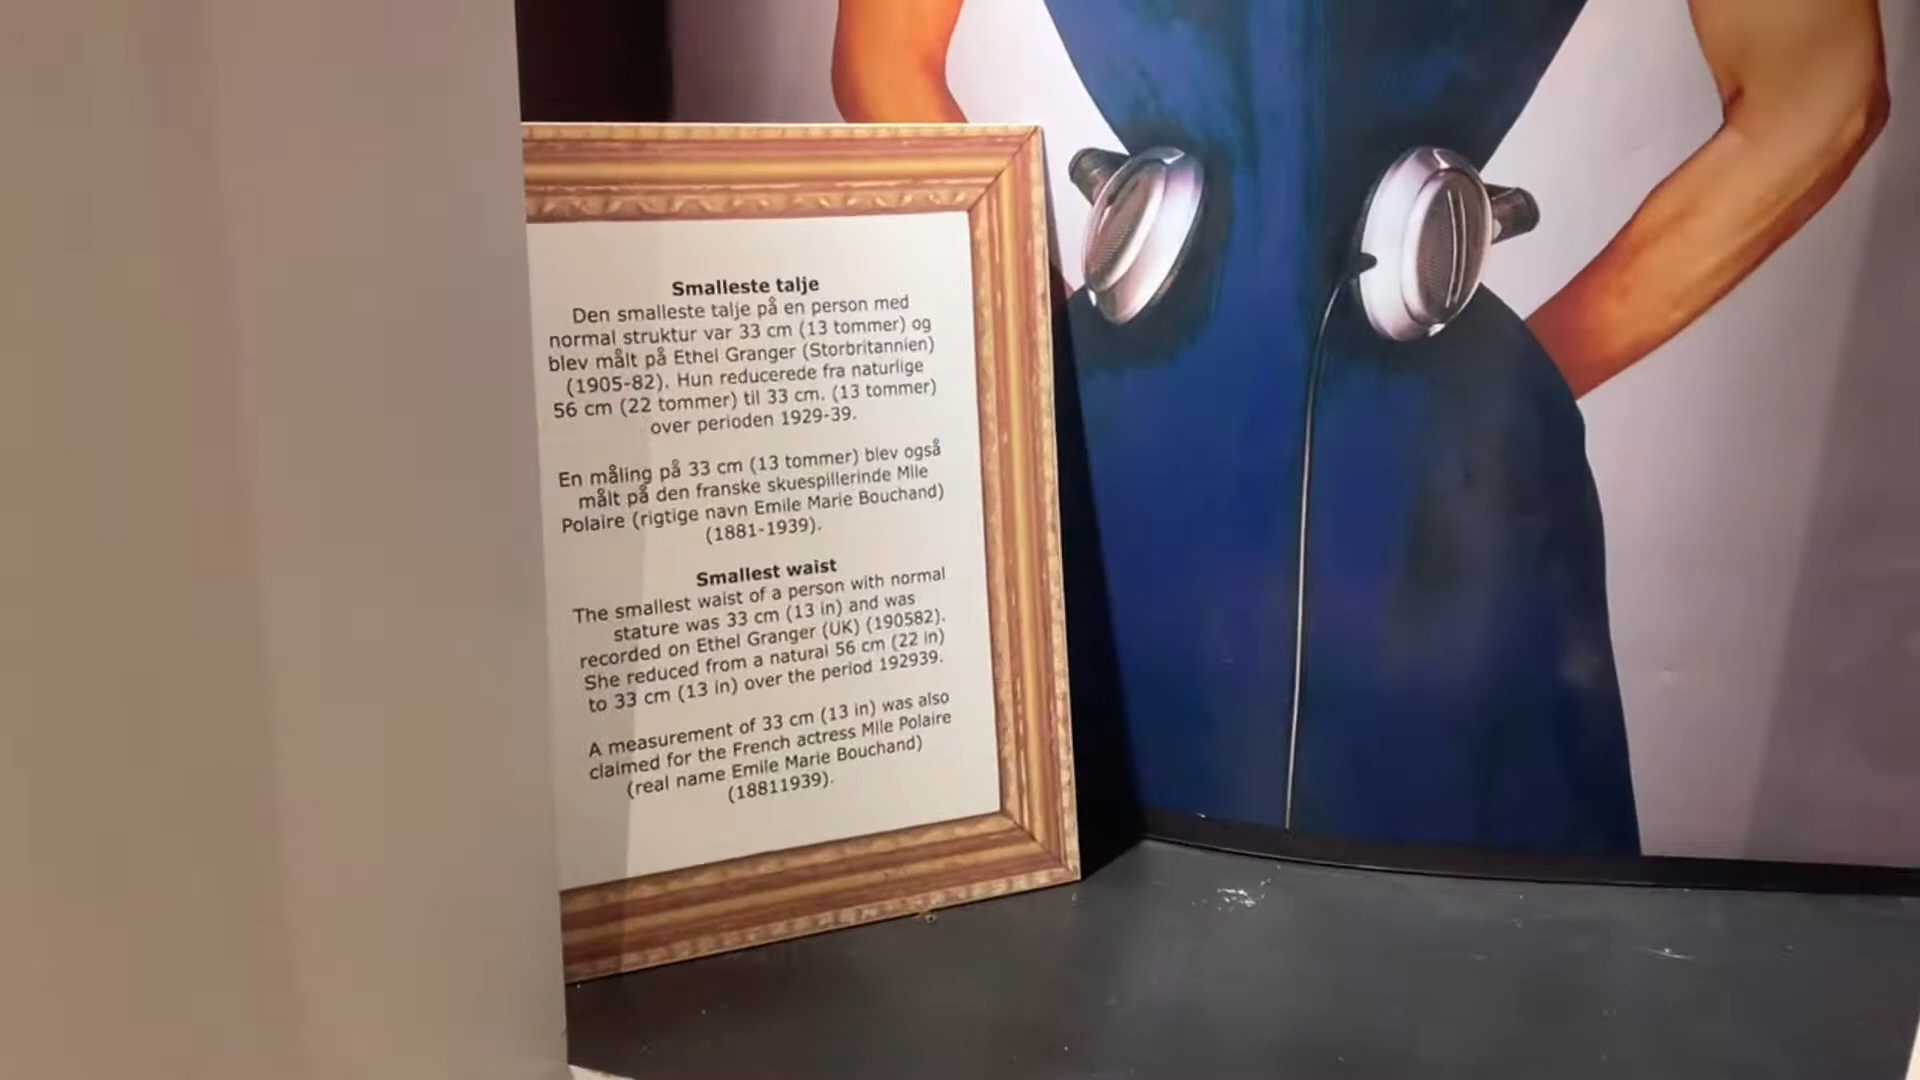 Smalleste talje
Den smalleste talje på en person med
normal struktur var 33 cm (13 tommer) og
blev målt på Ethel Granger (Storbritannien)
(1905-82). Hun reducerede fra naturlige
56 cm (22 tommer) til 33 cm. (13 tommer)
over perioden 1929-39.
En måling på 33 cm (13 tommer) blev også
målt på den franske skuespillerinde Mlle
Polaire (rigtige navn Emile Marie Bouchand)
(1881-1939).
Smallest waist
The smallest waist of a person with normal
stature was 33 cm (13 in) and was
recorded on Ethel Granger (UK) (190582).
She reduced from a natural 56 cm (22 in)
to 33 cm (13 in) over the period 192939.
A measurement of 33 cm (13 in) was also
claimed for the French actress Mlle Polaire
(real name Emile Marie Bouchand)
(18811939).